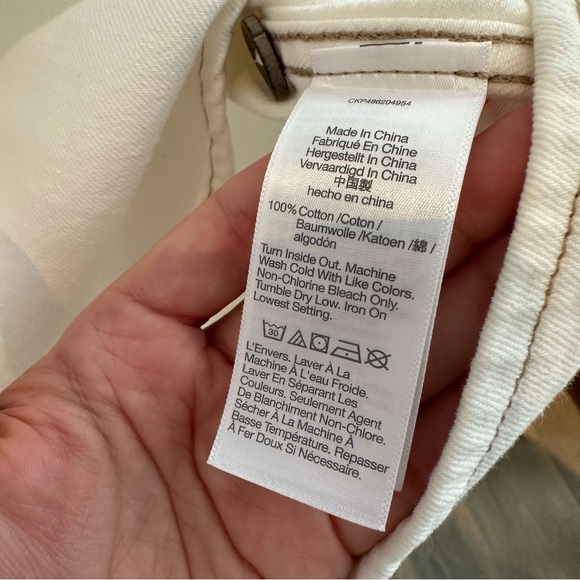 CKP486204954
Made In China
Fabriqué En Chine
Hergestellt In China
Vervaardigd In China
中国製
hecho en china
100% Cotton /Coton /
Baumwolle /Katoen /綿 /
algodón
Turn Inside Out. Machine
Wash Cold With Like Colors.
Non-Chlorine Bleach Only.
Tumble Dry Low. Iron On
Lowest Setting.
30
L'Envers. Laver À La
Machine À L'eau Froide.
Laver En Séparant Les
Couleurs. Seulement Agent
De Blanchiment Non-Chlore.
Sécher À La Machine À
Basse Température. Repasser
À Fer Doux Si Nécessaire.